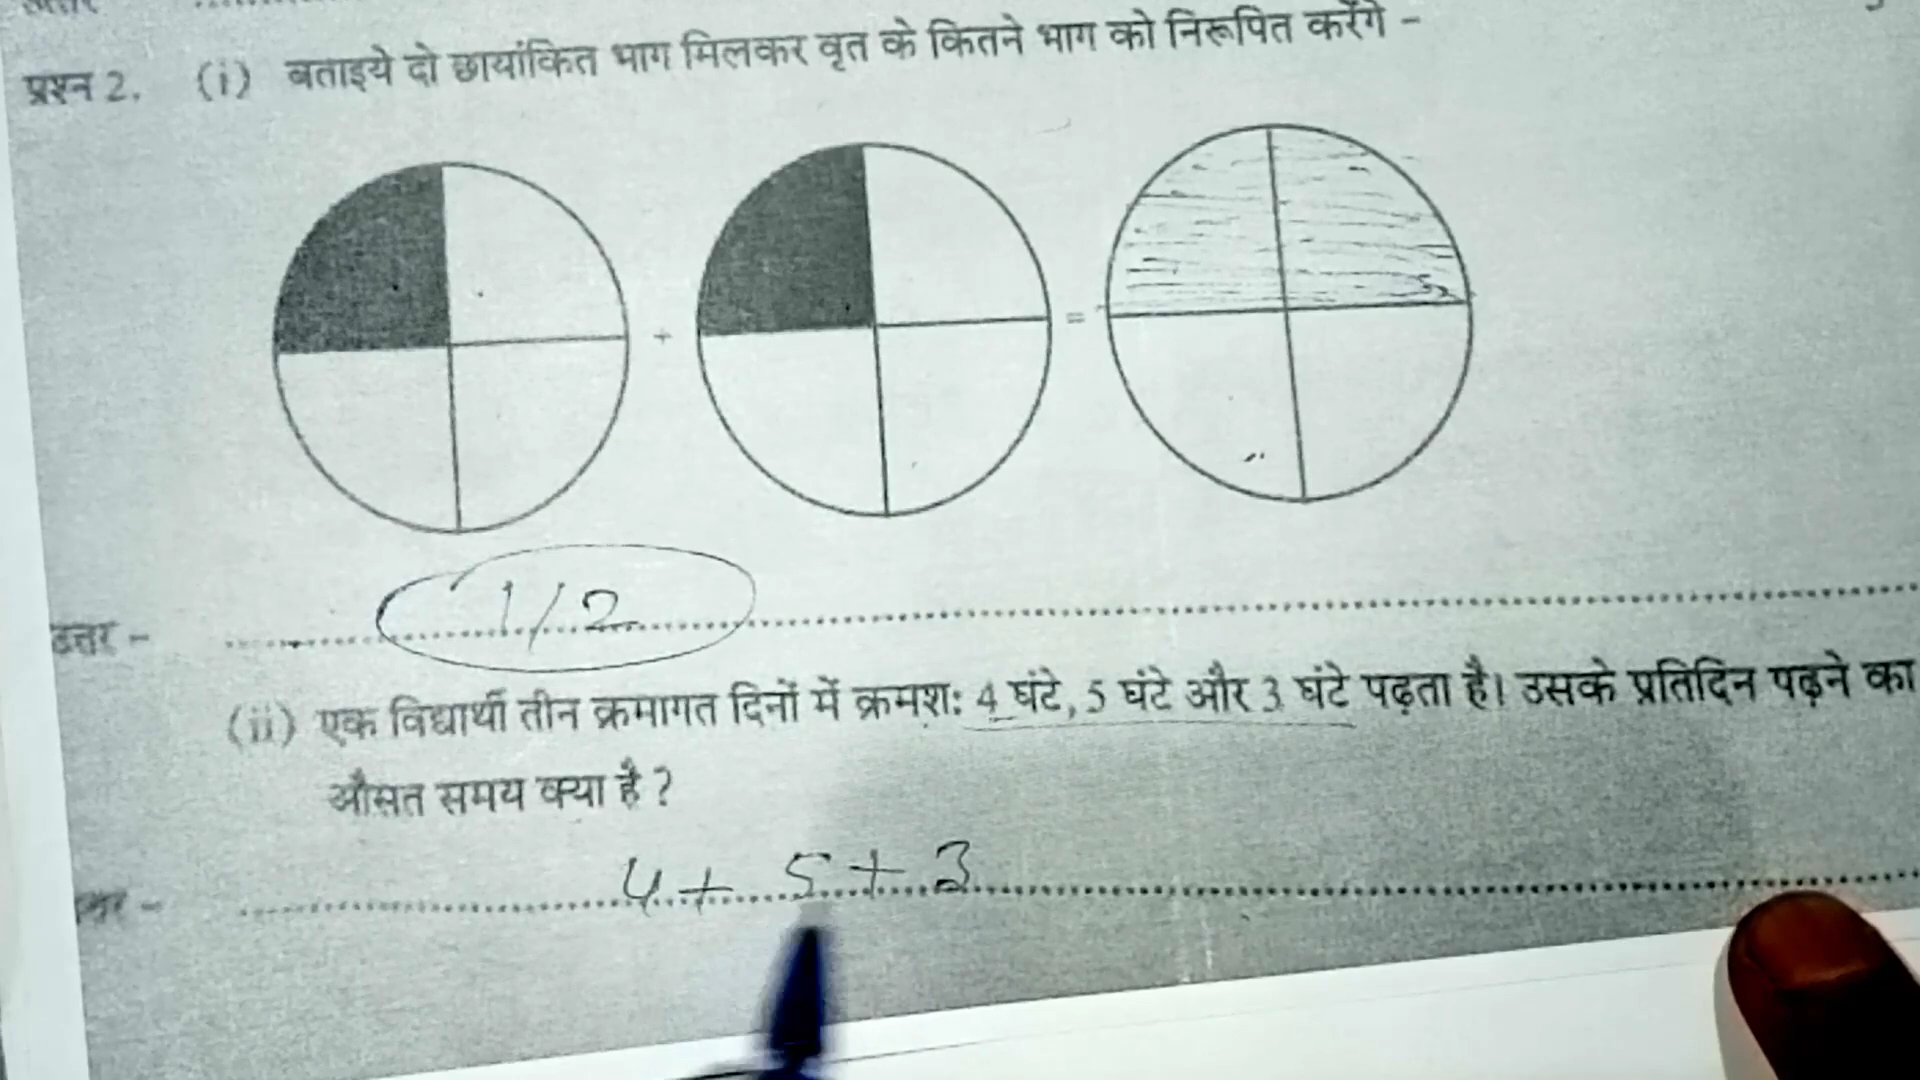 प्रश्न 2. (i) बताइये दो छायांकित भाग मिलकर वृत के कितने भाग को निरूपित करेंगे -
+ =
उत्तर - 1/2
(ii) एक विद्यार्थी तीन क्रमागत दिनों में क्रमशः 4 घंटे, 5 घंटे और 3 घंटे पढ़ता है। उसके प्रतिदिन पढ़ने का
औसत समय क्या है ?
4 + 5 + 3